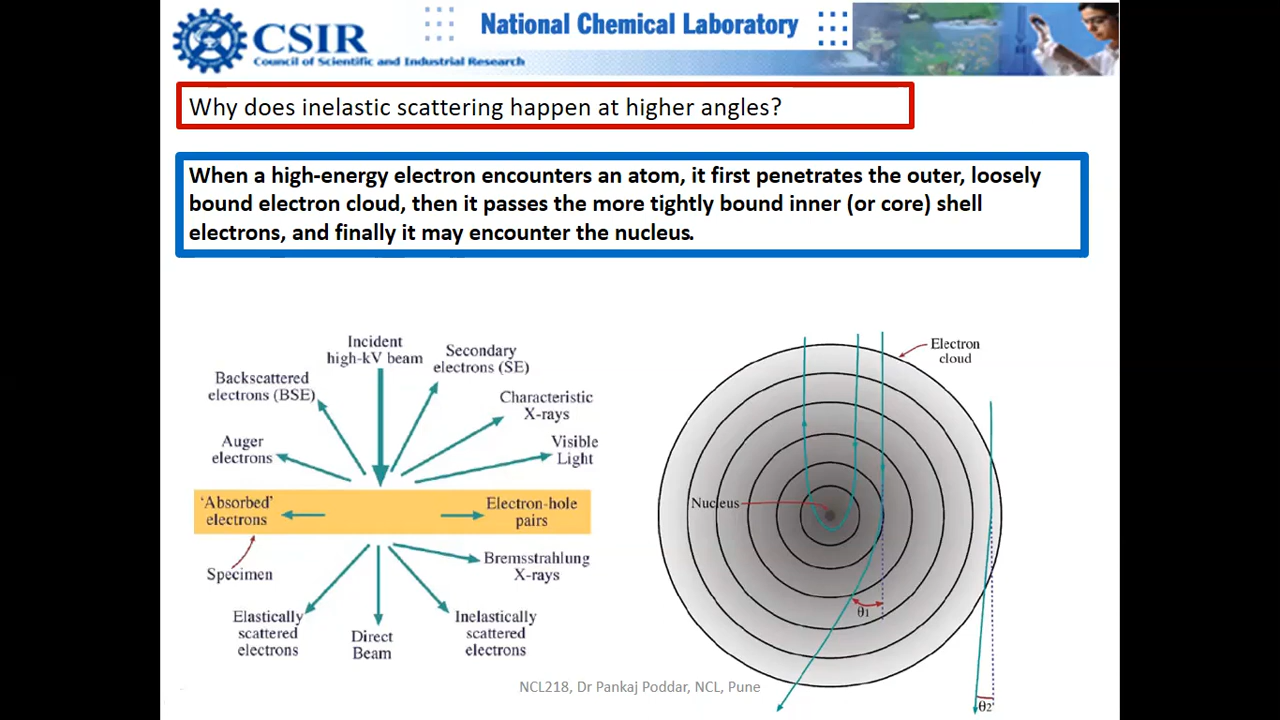 CSIR
Council of Scientific and Industrial Research
National Chemical Laboratory
Why does inelastic scattering happen at higher angles?
When a high-energy electron encounters an atom, it first penetrates the outer, loosely
bound electron cloud, then it passes the more tightly bound inner (or core) shell
electrons, and finally it may encounter the nucleus.
Incident
high-kV beam
Secondary
electrons (SE)
Backscattered
electrons (BSE)
Characteristic
X-rays
Auger
electrons
Visible
Light
'Absorbed'
electrons
Electron-hole
pairs
Specimen
Bremsstrahlung
X-rays
Elastically
scattered
electrons
Direct
Beam
Inelastically
scattered
electrons
Electron
cloud
Nucleus
θ1
θ2
NCL218, Dr Pankaj Poddar, NCL, Pune